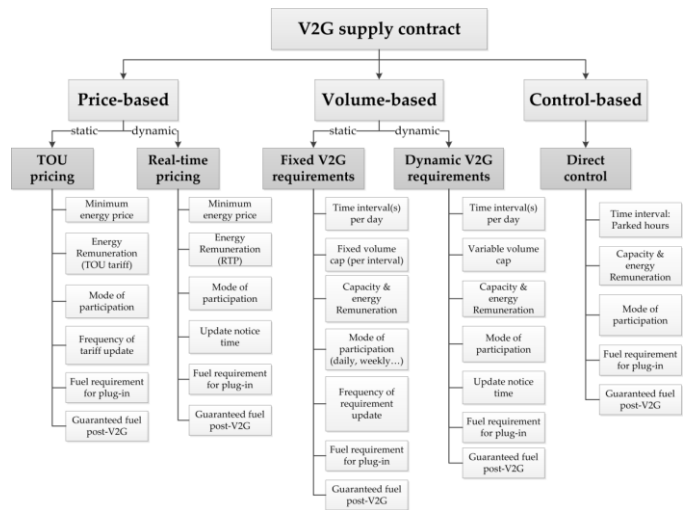 V2G supply contract
Price-based
Volume-based
Control-based
static
dynamic
static
dynamic
TOU
pricing
Real-time
pricing
Fixed V2G
requirements
Dynamic V2G
requirements
Direct
control
Minimum
energy price
Energy
Remuneration
(TOU tariff)
Mode of
participation
Frequency of
tariff update
Fuel requirement
for plug-in
Guaranteed fuel
post-V2G
Minimum
energy price
Energy
Remuneration
(RTP)
Mode of
participation
Update notice
time
Fuel requirement
for plug-in
Guaranteed fuel
post-V2G
Time interval(s)
per day
Fixed volume
cap (per interval)
Capacity &
energy
Remuneration
Mode of
participation
(daily, weekly…)
Frequency of
requirement
update
Fuel requirement
for plug-in
Guaranteed fuel
post-V2G
Time interval(s)
per day
Variable volume
cap
Capacity &
energy
Remuneration
Mode of
participation
Update notice
time
Fuel requirement
for plug-in
Guaranteed fuel
post-V2G
Time interval:
Parked hours
Capacity &
energy
Remuneration
Mode of
participation
Fuel requirement
for plug-in
Guaranteed fuel
post-V2G